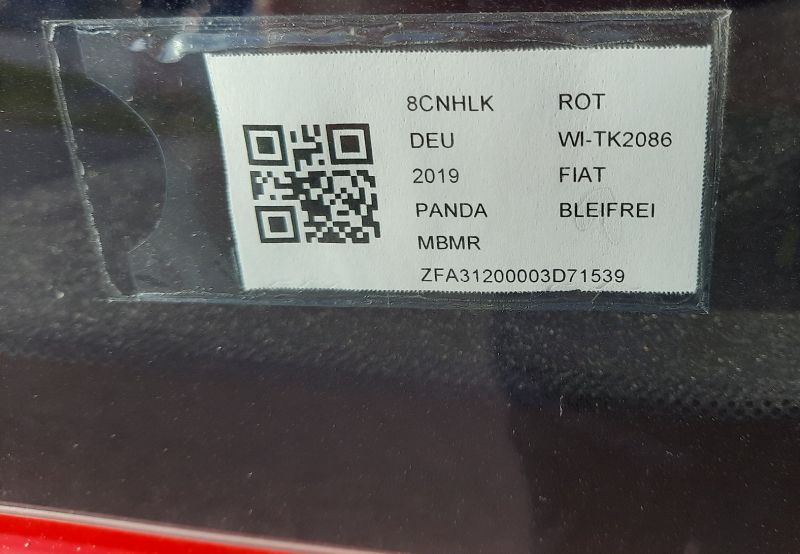 8CNHLK ROT
DEU WI-TK2086
2019 FIAT
PANDA BLEIFREI
MBMR
ZFA31200003D71539